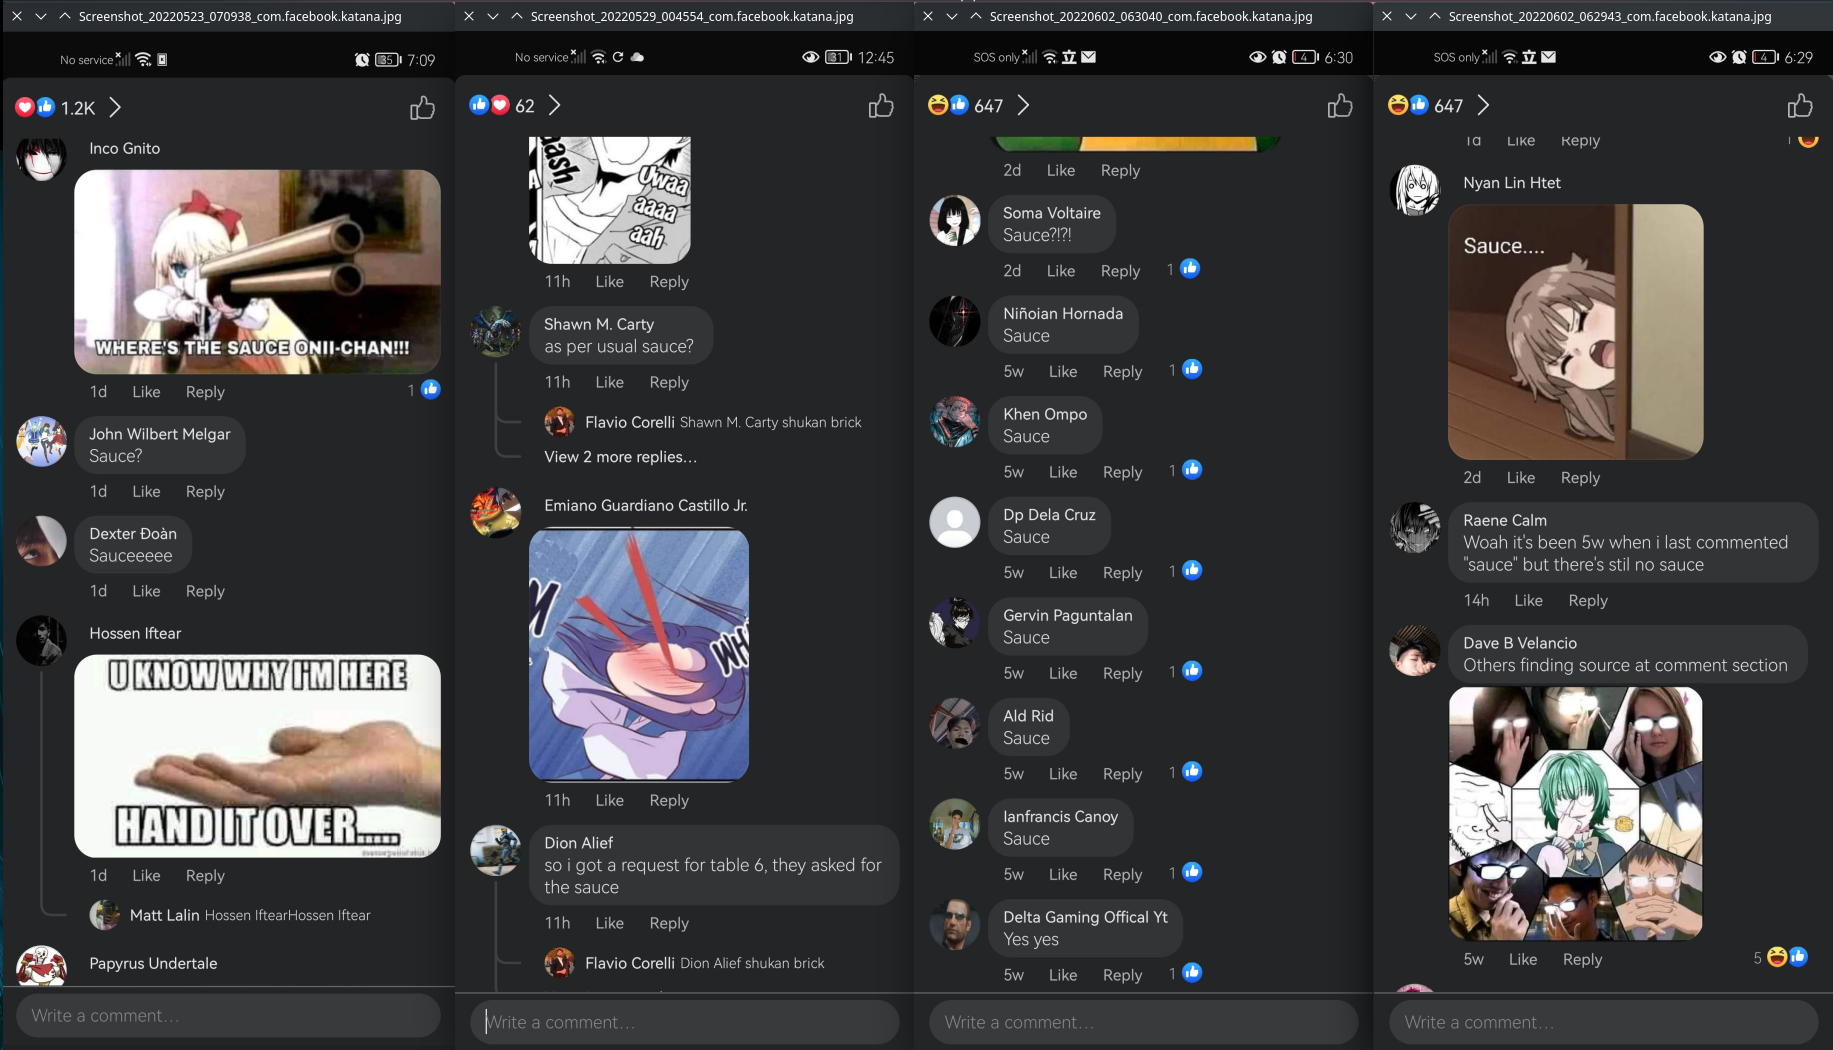 Screenshot_20220523_070938_com.facebook.katana.jpg
No service
35
7:09
1.2K
Inco Gnito
WHERE'S THE SAUCE ONII-CHAN!!!
1d Like Reply 1
John Wilbert Melgar
Sauce?
1d Like Reply
Dexter Đoàn
Sauceeeee
1d Like Reply
Hossen Iftear
U KNOW WHY I'M HERE
HAND IT OVER.....
1d Like Reply
Matt Lalin Hossen IftearHossen Iftear
Papyrus Undertale
Write a comment...
Screenshot_20220529_004554_com.facebook.katana.jpg
No service
31
12:45
62
Uwaa
aaaa
aah
11h Like Reply
Shawn M. Carty
as per usual sauce?
11h Like Reply
Flavio Corelli Shawn M. Carty shukan brick
View 2 more replies...
Emiano Guardiano Castillo Jr.
11h Like Reply
Dion Alief
so i got a request for table 6, they asked for
the sauce
11h Like Reply
Flavio Corelli Dion Alief shukan brick
Write a comment...
Screenshot_20220602_063040_com.facebook.katana.jpg
SOS only
立
4
6:30
647
2d Like Reply
Soma Voltaire
Sauce?!?!
2d Like Reply 1
Niñoian Hornada
Sauce
5w Like Reply 1
Khen Ompo
Sauce
5w Like Reply 1
Dp Dela Cruz
Sauce
5w Like Reply 1
Gervin Paguntalan
Sauce
5w Like Reply 1
Ald Rid
Sauce
5w Like Reply 1
Ianfrancis Canoy
Sauce
5w Like Reply 1
Delta Gaming Offical Yt
Yes yes
5w Like Reply 1
Write a comment...
Screenshot_20220602_062943_com.facebook.katana.jpg
SOS only
立
4
6:29
647
1d Like Reply 1
Nyan Lin Htet
Sauce....
2d Like Reply
Raene Calm
Woah it's been 5w when i last commented
"sauce" but there's stil no sauce
14h Like Reply
Dave B Velancio
Others finding source at comment section
5w Like Reply 5
Write a comment...